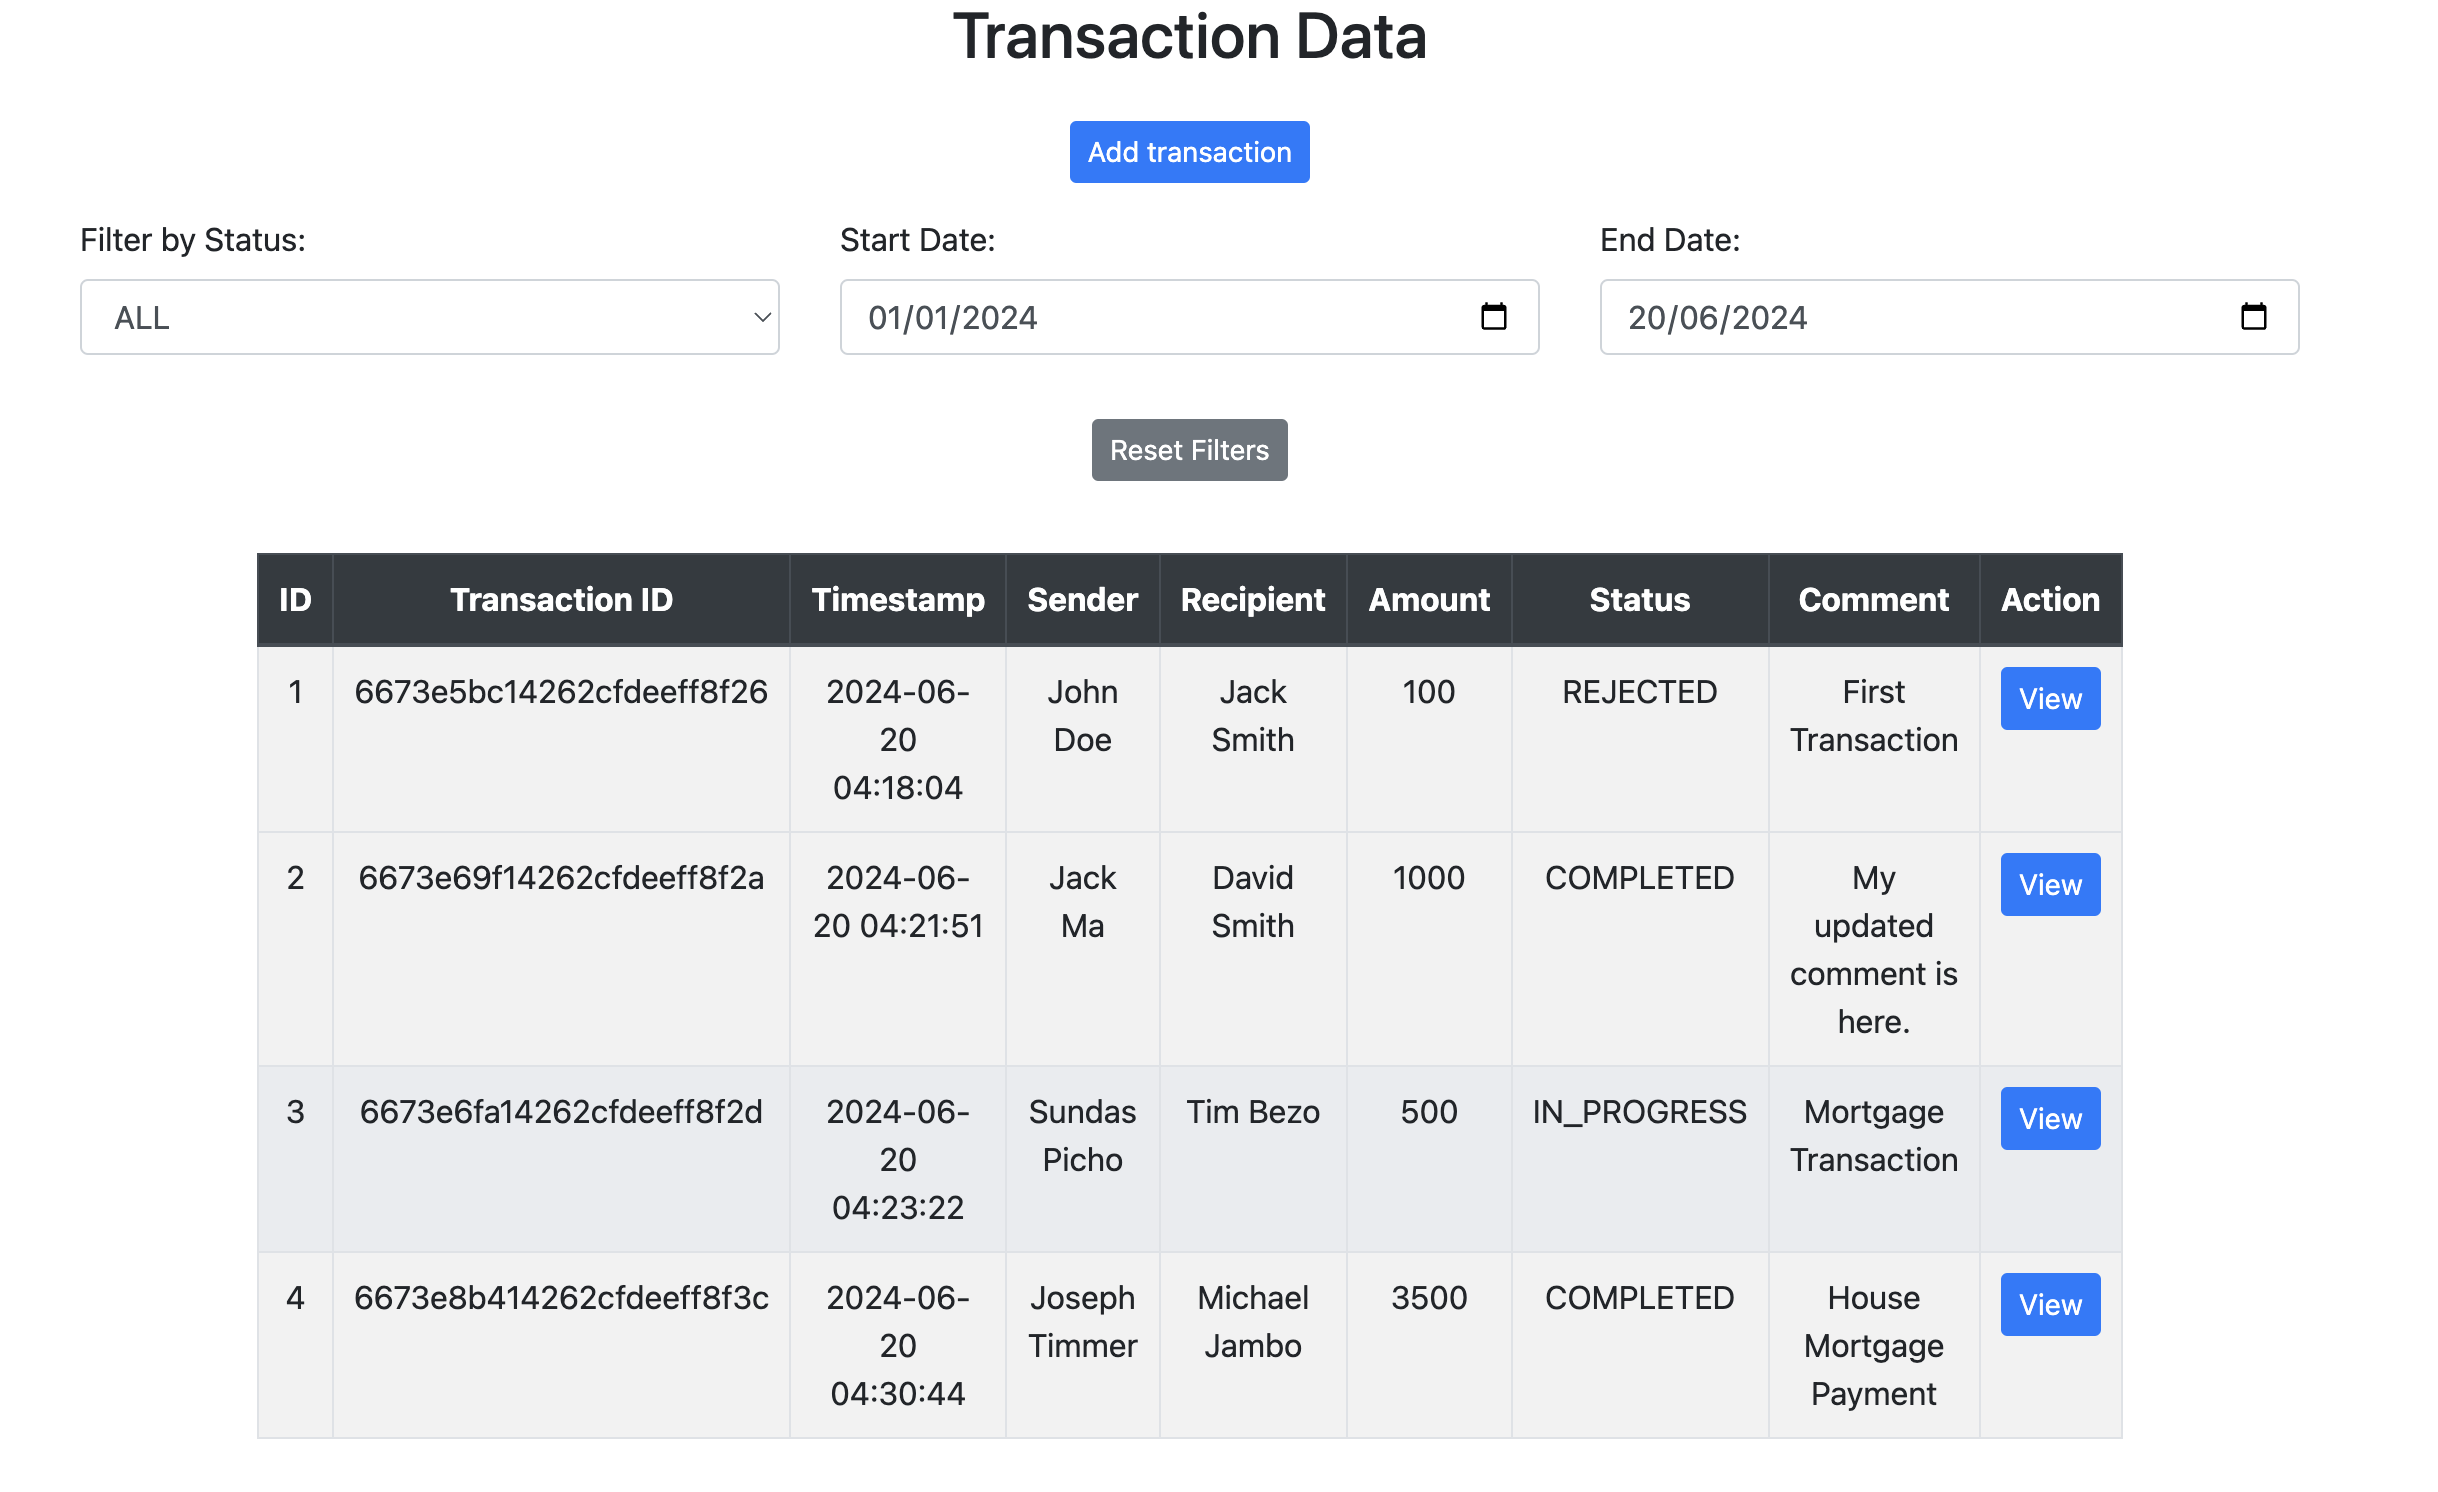 Transaction Data
Add transaction
Filter by Status:
Start Date:
End Date:
ALL
01/01/2024
20/06/2024
Reset Filters
ID Transaction ID Timestamp Sender Recipient Amount Status Comment Action
1 6673e5bc14262cfdeeff8f26 2024-06- John Jack 100 REJECTED First View
20 Doe Smith Transaction
04:18:04
2 6673e69f14262cfdeeff8f2a 2024-06- Jack David 1000 COMPLETED My View
20 04:21:51 Ma Smith updated
comment is
here.
3 6673e6fa14262cfdeeff8f2d 2024-06- Sundas Tim Bezo 500 IN_PROGRESS Mortgage View
20 Picho Transaction
04:23:22
4 6673e8b414262cfdeeff8f3c 2024-06- Joseph Michael 3500 COMPLETED House View
20 Timmer Jambo Mortgage
04:30:44 Payment